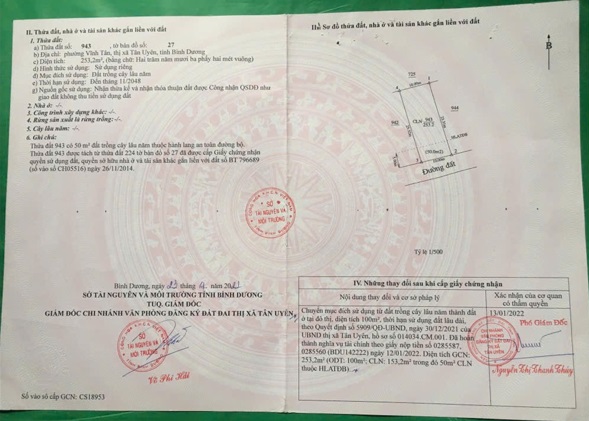 II. Thửa đất, nhà ở và tài sản khác gắn liền với đất
1. Thửa đất:
a) Thửa đất số: 943, tờ bản đồ số: 27
b) Địa chỉ: phường Vĩnh Tân, thị xã Tân Uyên, tỉnh Bình Dương
c) Diện tích: 253,2m² (bằng chữ: Hai trăm năm mươi ba phẩy hai mét vuông)
d) Hình thức sử dụng: Sử dụng riêng
đ) Mục đích sử dụng: Đất trồng cây lâu năm
e) Thời hạn sử dụng: Đến tháng 11/2048
g) Nguồn gốc sử dụng: Nhận thừa kế và nhận thỏa thuận đất được Công nhận QSDĐ như
giao đất không thu tiền sử dụng đất
2. Nhà ở: -/-
3. Công trình xây dựng khác: -/-
4. Rừng sản xuất là rừng trồng: -/-
5. Cây lâu năm: -/-
6. Ghi chú:
Thửa đất 943 có 50 m² đất trồng cây lâu năm thuộc hành lang an toàn đường bộ.
Thửa đất 943 được tách từ thửa đất 224 tờ bản đồ số 27 đã được cấp Giấy chứng nhận
quyền sử dụng đất, quyền sở hữu nhà ở và tài sản khác gắn liền với đất số BT 796689
(số vào sổ CH05516) ngày 26/11/2014.
SỞ
TÀI NGUYÊN VÀ
MÔI TRƯỜNG
Bình Dương, ngày
SỞ TÀI NGUYÊN VÀ MÔI TRƯỜNG TỈNH BÌNH DƯƠNG
TUQ. GIÁM ĐỐC
GIÁM ĐỐC CHI NHÁNH VĂN PHÒNG ĐĂNG KÝ ĐẤT ĐAI THỊ XÃ TÂN UYÊN
Võ Phi Hải
Số vào sổ cấp GCN: CS18953
III. Sơ đồ thửa đất, nhà ở và tài sản khác gắn liền với đất
B
942
944
CLN 943
253.2
HLATĐB
Đường đất
Tỷ lệ 1/500
IV. Những thay đổi sau khi cấp giấy chứng nhận
Nội dung thay đổi và cơ sở pháp lý
Xác nhận của cơ quan
có thẩm quyền
Chuyển mục đích sử dụng từ đất trồng cây lâu năm thành đất
ở tại đô thị, diện tích 100m², thời hạn sử dụng đất lâu dài,
theo Quyết định số 5909/QĐ-UBND, ngày 30/12/2021 của
UBND thị xã Tân Uyên, hồ sơ số 014034.CM.001. Đã hoàn
thành nghĩa vụ tài chính theo giấy nộp tiền số 0285587,
0285560 (BDU142222) ngày 12/01/2022. Diện tích GCN:
253,2m² (ODT: 100m²; CLN: 153,2m² trong đó 50m² CLN
thuộc HLATĐB)
13/01/2022
Phó Giám Đốc
Nguyễn Thị Thanh Thúy